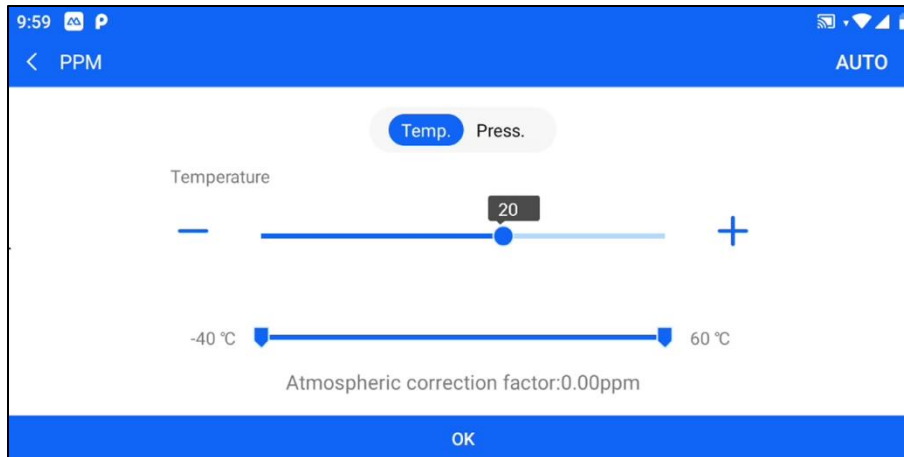 9:59
PPM AUTO
Temp. Press.
Temperature
20
-40 ℃ 60 ℃
Atmospheric correction factor:0.00ppm
OK